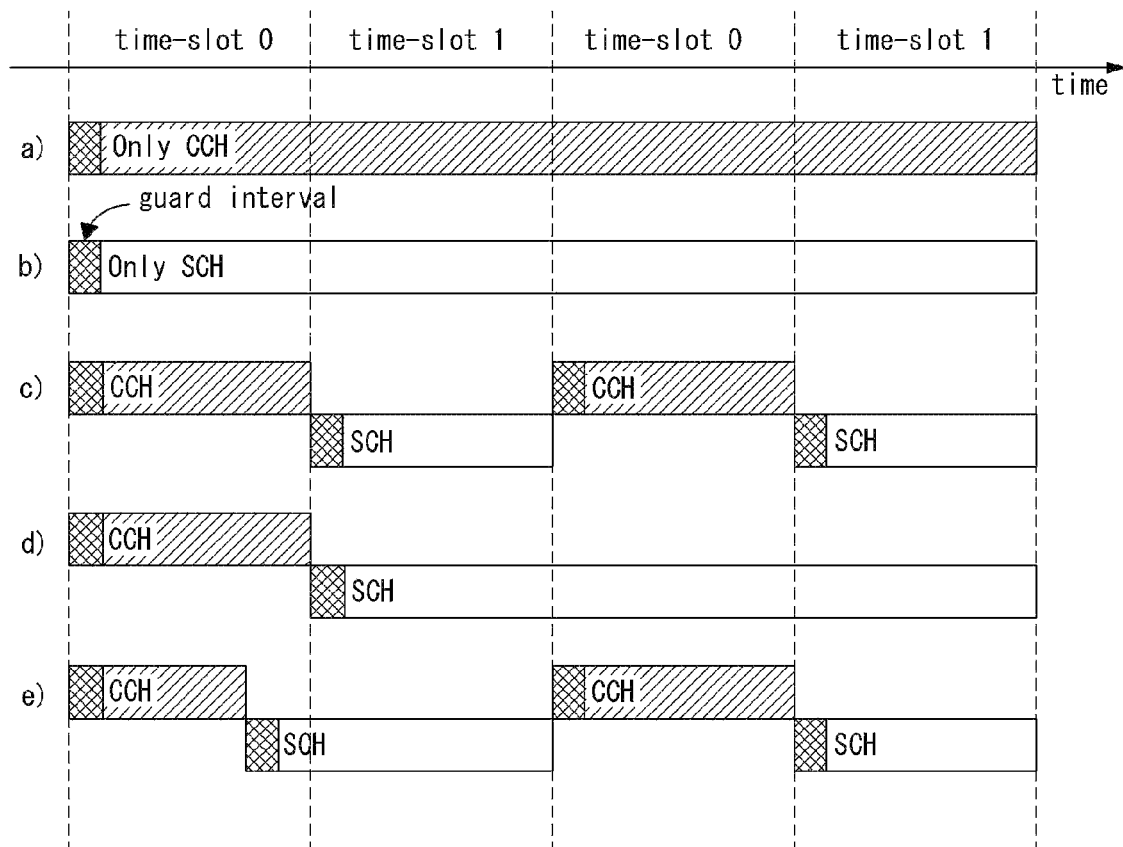 time-slot 0 time-slot 1 time-slot 0 time-slot 1
time
a) Only CCH
guard interval
b) Only SCH
c) CCH CCH
SCH SCH
d) CCH
SCH
e) CCH CCH
SCH SCH